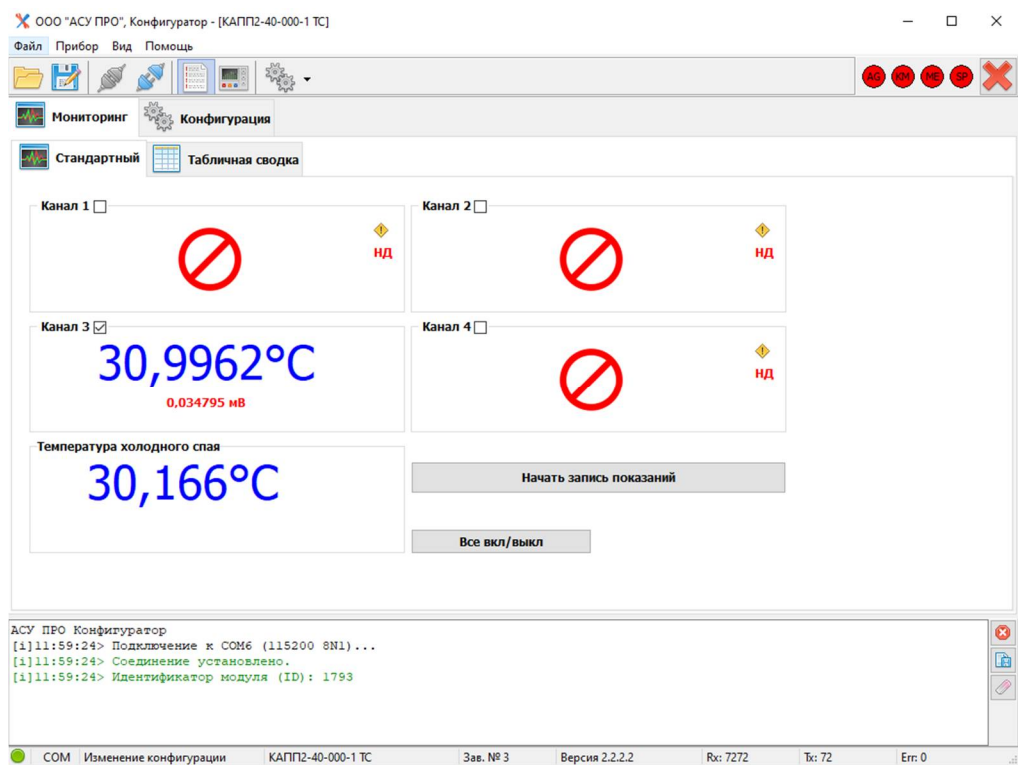 ООО "АСУ ПРО", Конфигуратор - [КАПП2-40-000-1 ТС]
Файл Прибор Вид Помощь
AG KM ME SP
Мониторинг Конфигурация
Стандартный Табличная сводка
Канал 1 Канал 2
НД НД
Канал 3 Канал 4
30,9962°C
НД
0,034795 мВ
Температура холодного спая
30,166°C
Начать запись показаний
Все вкл/выкл
АСУ ПРО Конфигуратор
[i]11:59:24> Подключение к COM6 (115200 8N1)...
[i]11:59:24> Соединение установлено.
[i]11:59:24> Идентификатор модуля (ID): 1793
COM Изменение конфигурации КАПП2-40-000-1 ТС Зав. № 3 Версия 2.2.2.2 Rx: 7272 Tx: 72 Err: 0